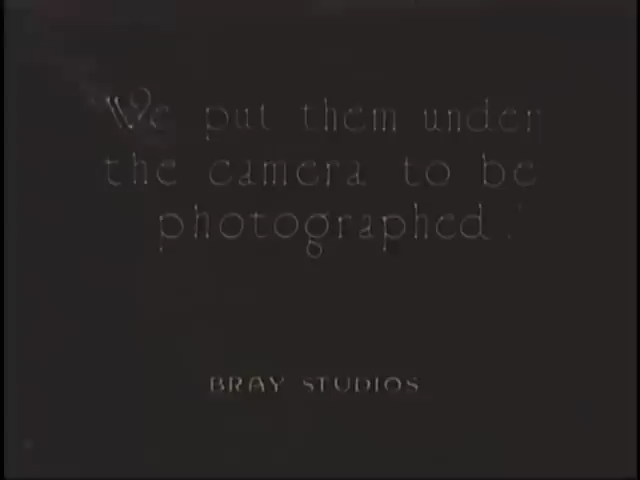 We put them under
the camera to be
photographed.
BRAY STUDIOS